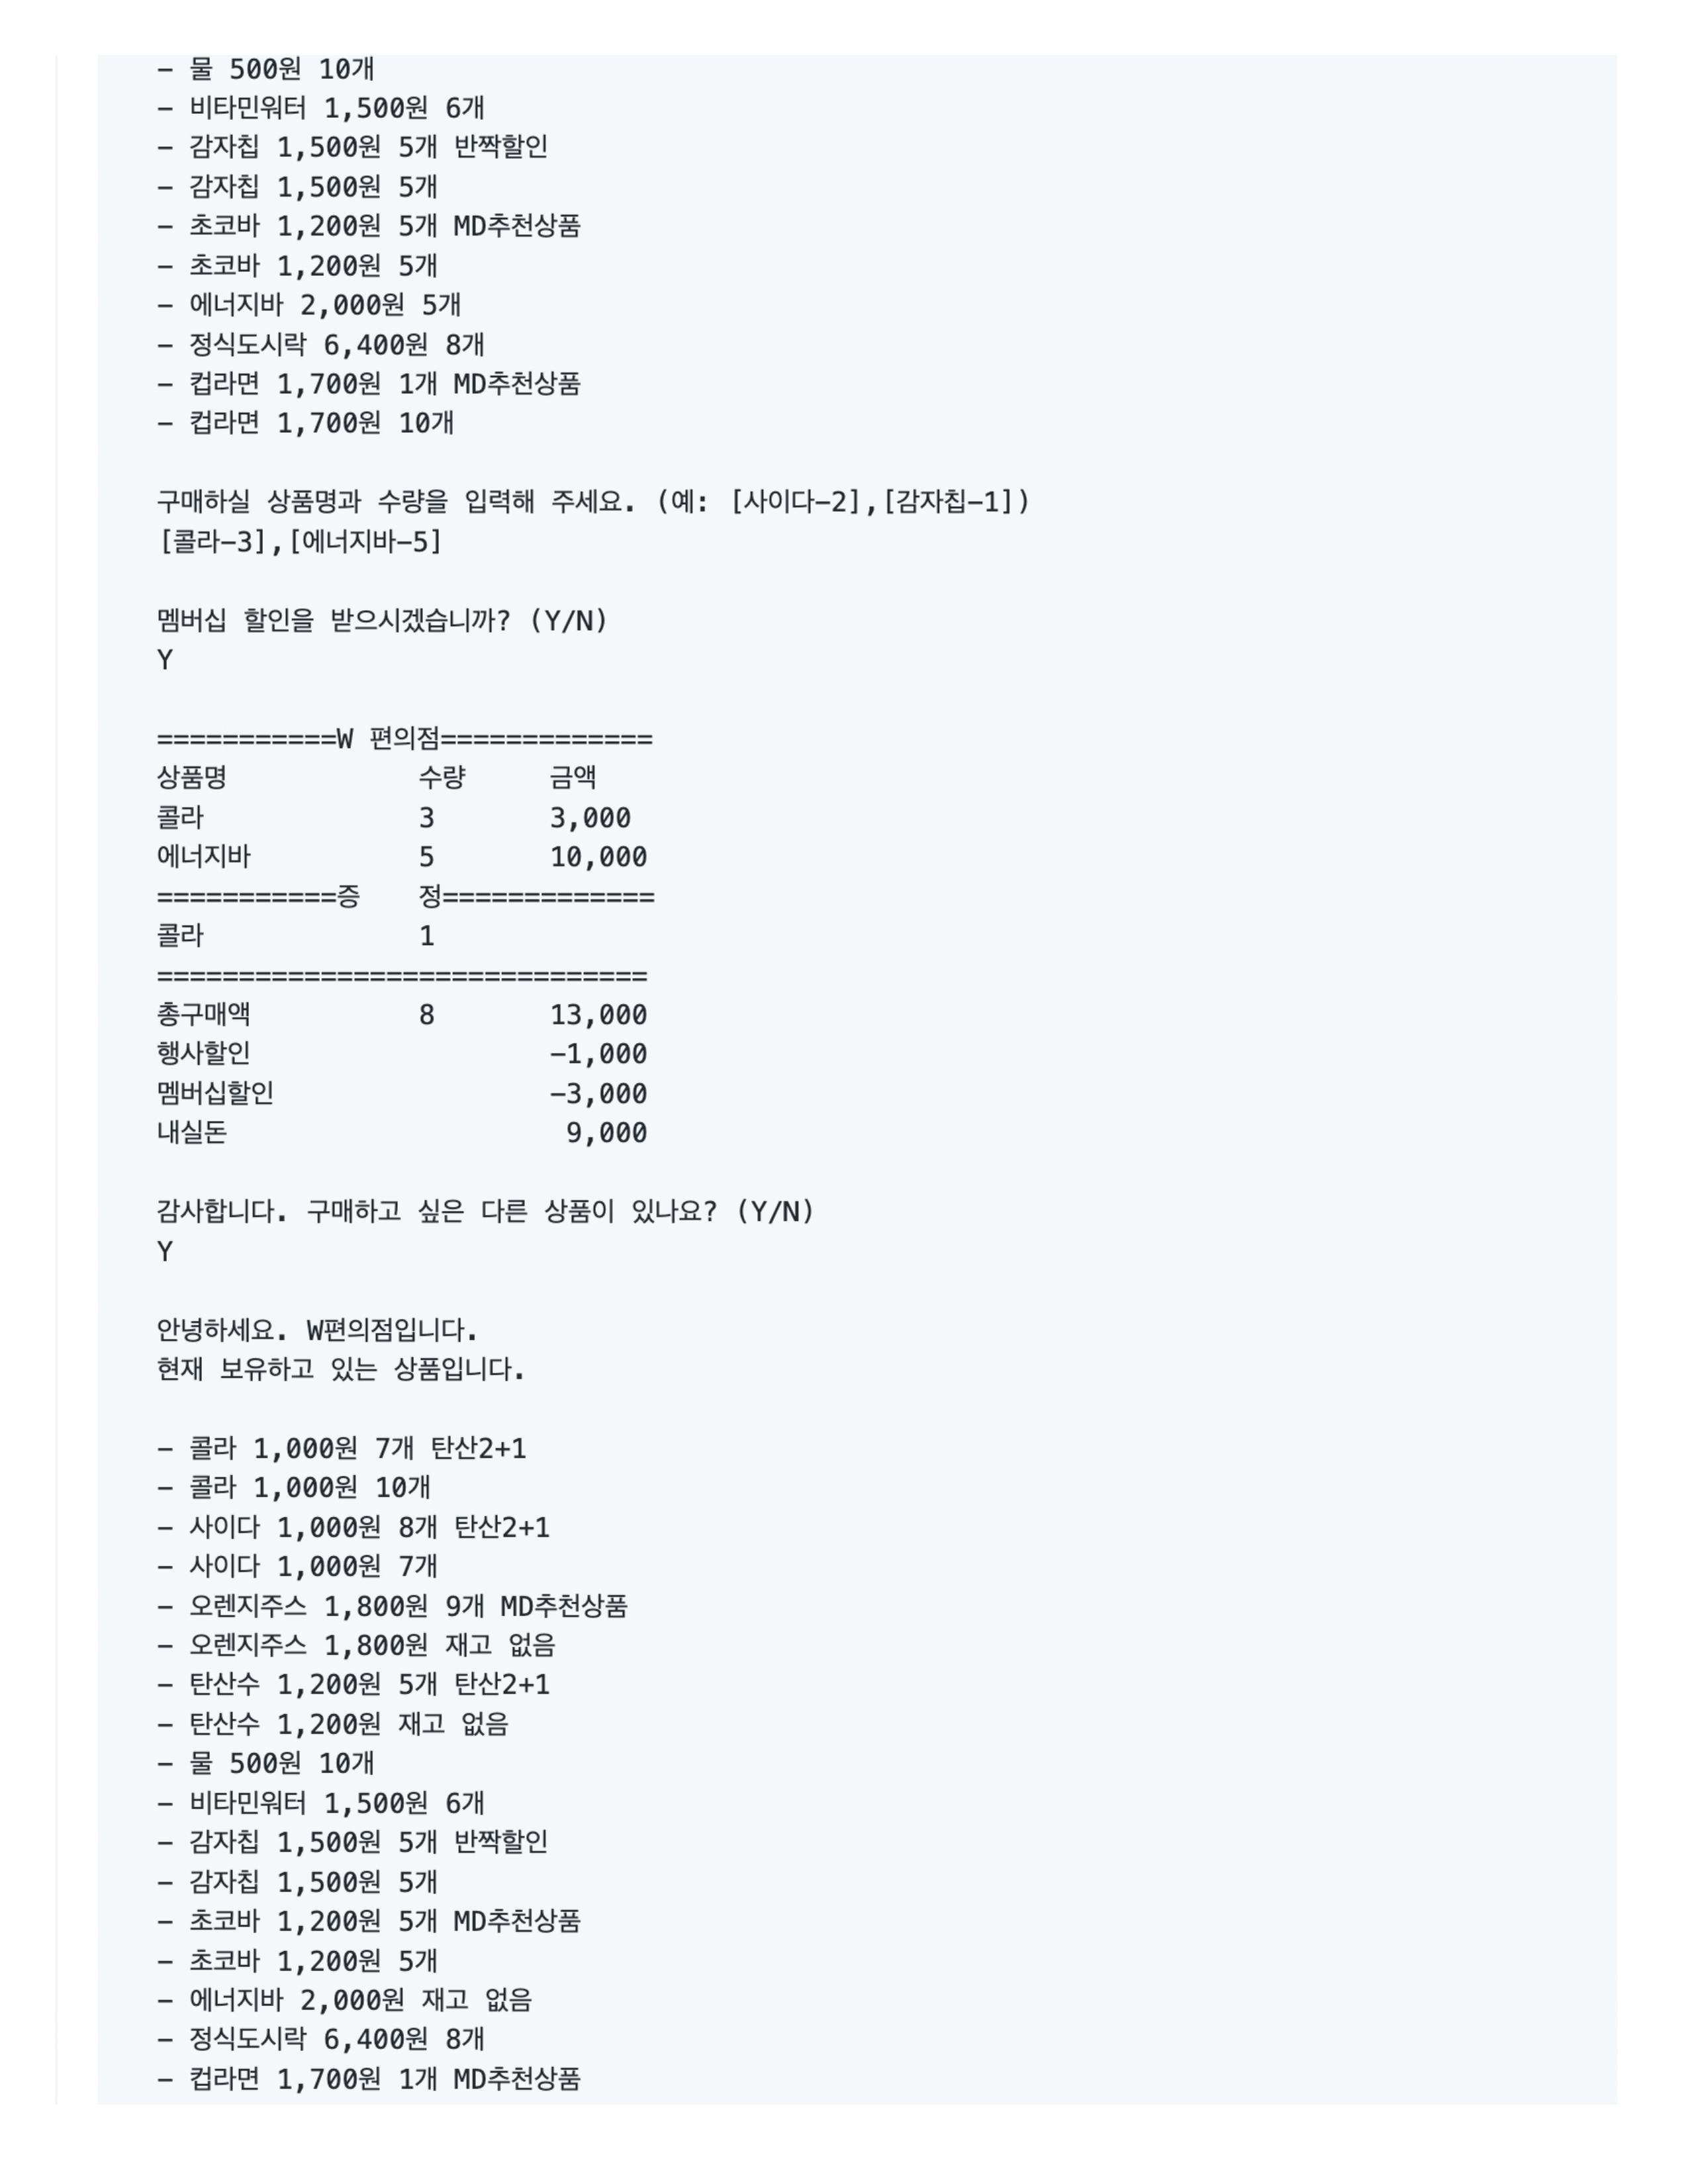 - 물 500원 10개
- 비타민워터 1,500원 6개
- 감자칩 1,500원 5개 반짝할인
- 감자칩 1,500원 5개
- 초코바 1,200원 5개 MD추천상품
- 초코바 1,200원 5개
- 에너지바 2,000원 5개
- 정식도시락 6,400원 8개
- 컵라면 1,700원 1개 MD추천상품
- 컵라면 1,700원 10개
구매하실 상품명과 수량을 입력해 주세요. (예: [사이다-2],[감자칩-1])
[콜라-3],[에너지바-5]
멤버십 할인을 받으시겠습니까? (Y/N)
Y
===========W 편의점=============
상품명 수량 금액
콜라 3 3,000
에너지바 5 10,000
===========증 정=============
콜라 1
==============================
총구매액 8 13,000
행사할인 -1,000
멤버십할인 -3,000
내실돈 9,000
감사합니다. 구매하고 싶은 다른 상품이 있나요? (Y/N)
Y
안녕하세요. W편의점입니다.
현재 보유하고 있는 상품입니다.
- 콜라 1,000원 7개 탄산2+1
- 콜라 1,000원 10개
- 사이다 1,000원 8개 탄산2+1
- 사이다 1,000원 7개
- 오렌지주스 1,800원 9개 MD추천상품
- 오렌지주스 1,800원 재고 없음
- 탄산수 1,200원 5개 탄산2+1
- 탄산수 1,200원 재고 없음
- 물 500원 10개
- 비타민워터 1,500원 6개
- 감자칩 1,500원 5개 반짝할인
- 감자칩 1,500원 5개
- 초코바 1,200원 5개 MD추천상품
- 초코바 1,200원 5개
- 에너지바 2,000원 재고 없음
- 정식도시락 6,400원 8개
- 컵라면 1,700원 1개 MD추천상품